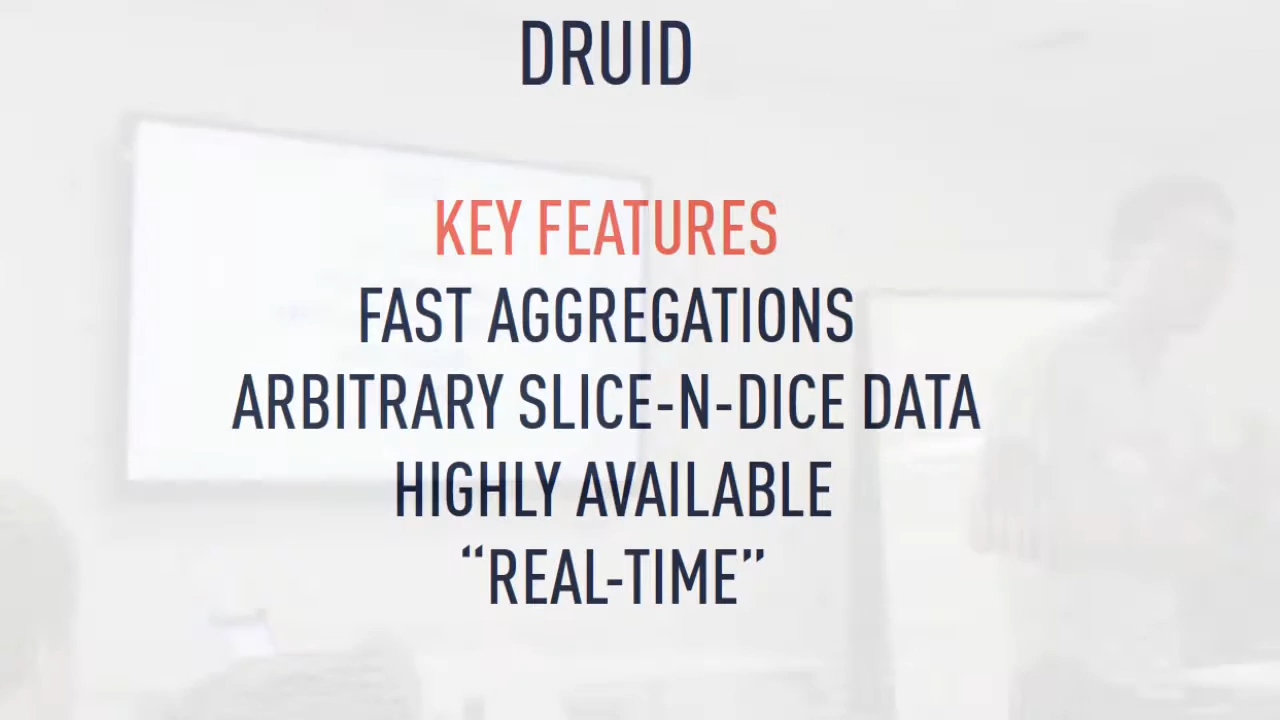 DRUID
KEY FEATURES
FAST AGGREGATIONS
ARBITRARY SLICE-N-DICE DATA
HIGHLY AVAILABLE
“REAL-TIME”